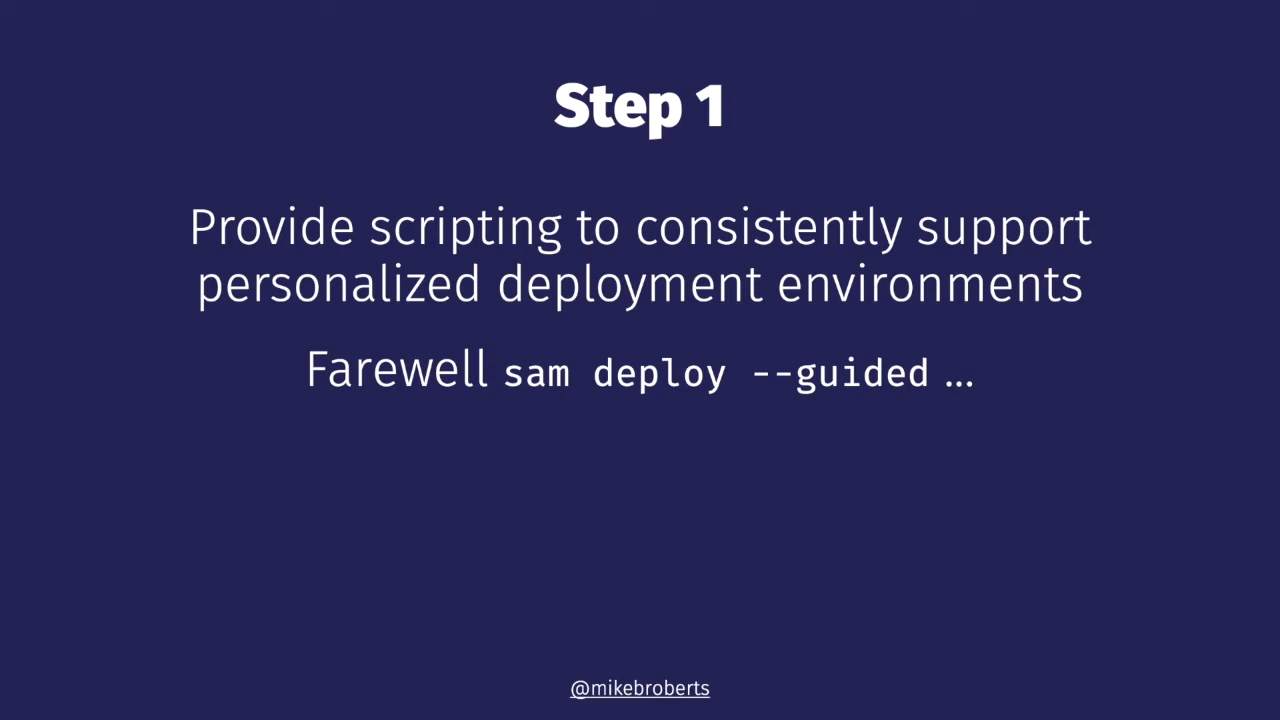 Step 1
Provide scripting to consistently support
personalized deployment environments
Farewell sam deploy --guided ...
@mikebroberts